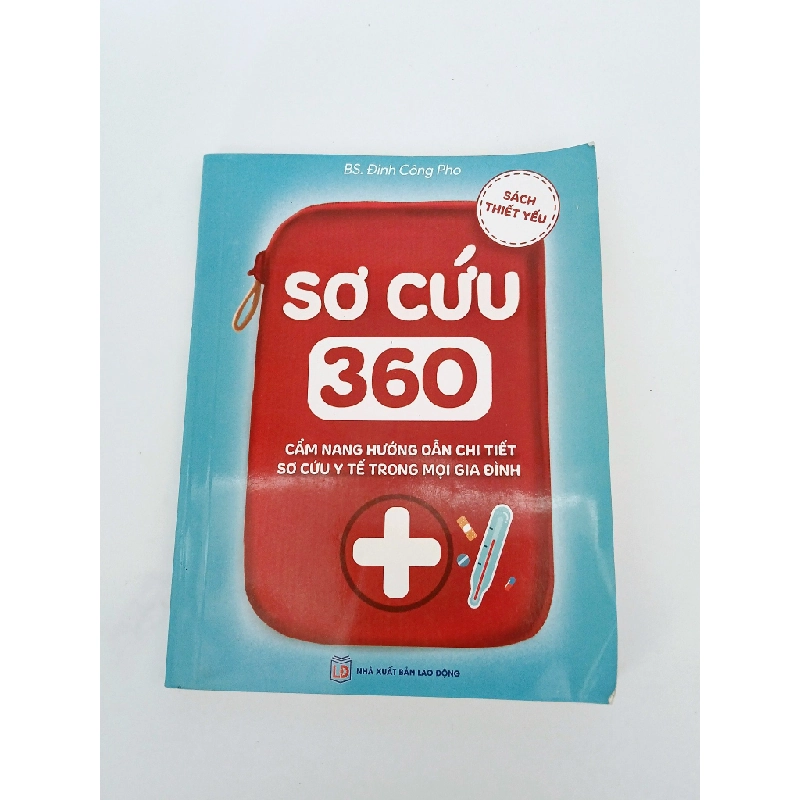 BS. Đinh Công Pho
SÁCH
THIẾT YẾU
SƠ CỨU
360
CẨM NANG HƯỚNG DẪN CHI TIẾT
SƠ CỨU Y TẾ TRONG MỌI GIA ĐÌNH
LĐ
NHÀ XUẤT BẢN LAO ĐỘNG